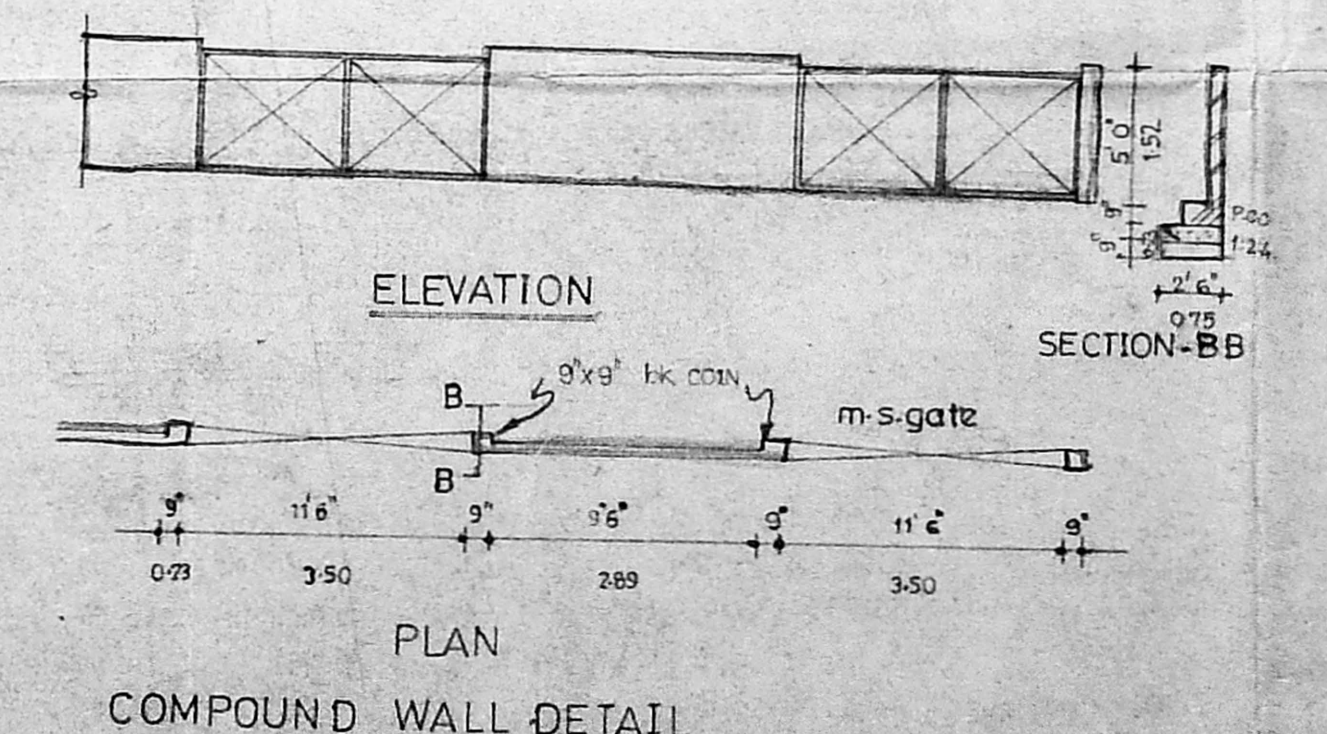 5'0"
1.52
9"
9"
P.CC
1:2:4.
2'6"
075
ELEVATION
SECTION-BB
9"x9" bk COIN
B
B
m.s.gate
9" 11'6" 9" 9'6" 9" 11'6" 9"
0.23 3.50 2.89 3.50
PLAN
COMPOUND WALL DETAIL